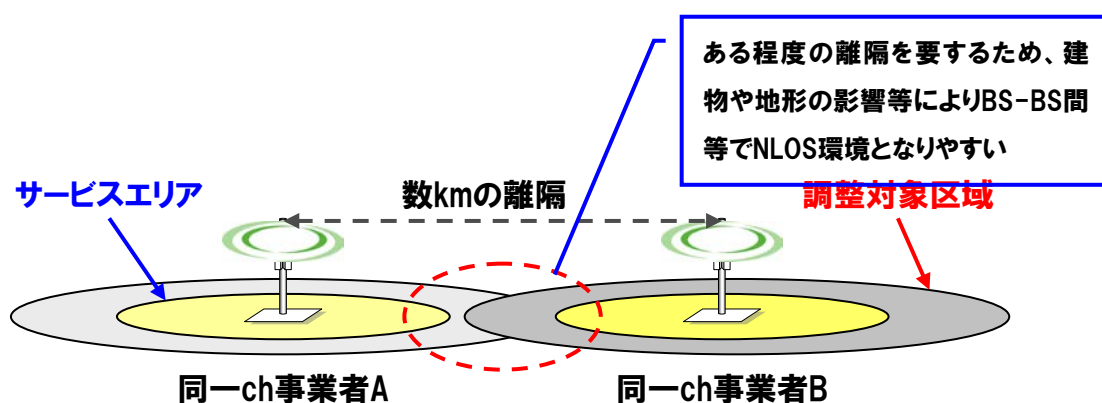 ある程度の離隔を要するため、建
物や地形の影響等によりBS-BS間
等でNLOS環境となりやすい
サービスエリア
数kmの離隔
調整対象区域
同一ch事業者A
同一ch事業者B